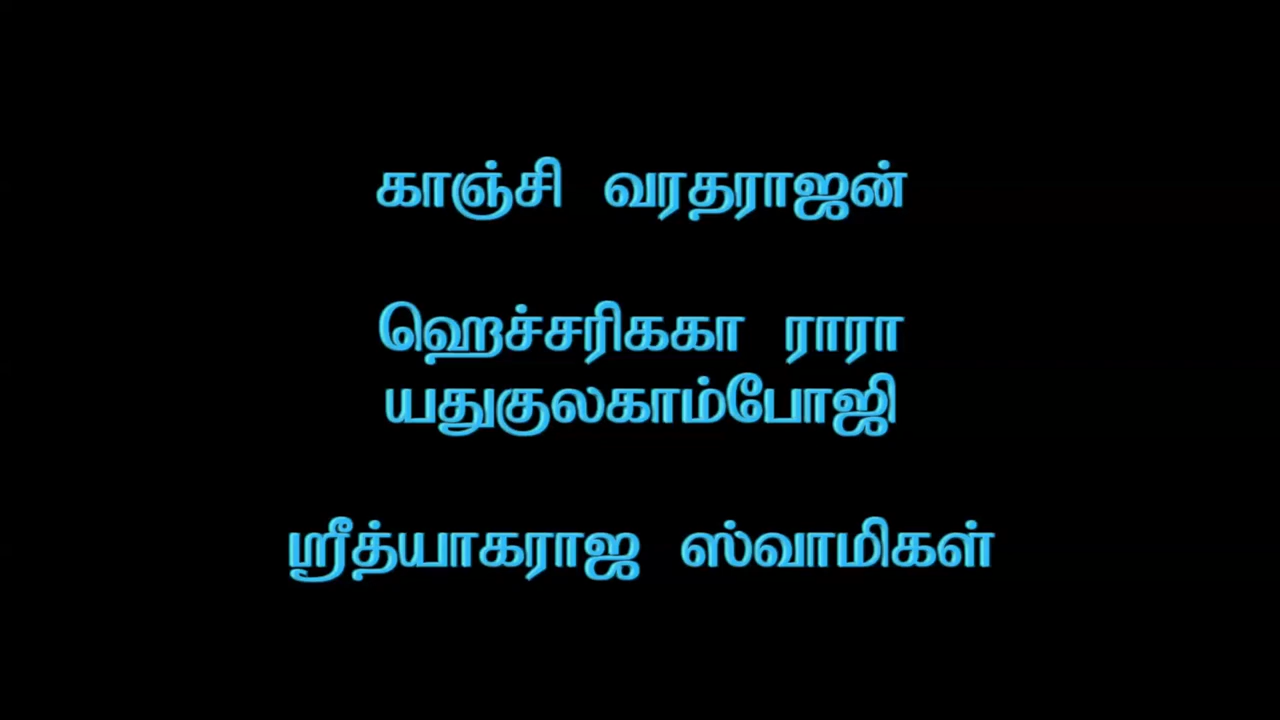 காஞ்சி வரதராஜன்
ஹெச்சரிககா ராரா
யதுகுலகாம்போஜி
ஸ்ரீத்யாகராஜ ஸ்வாமிகள்